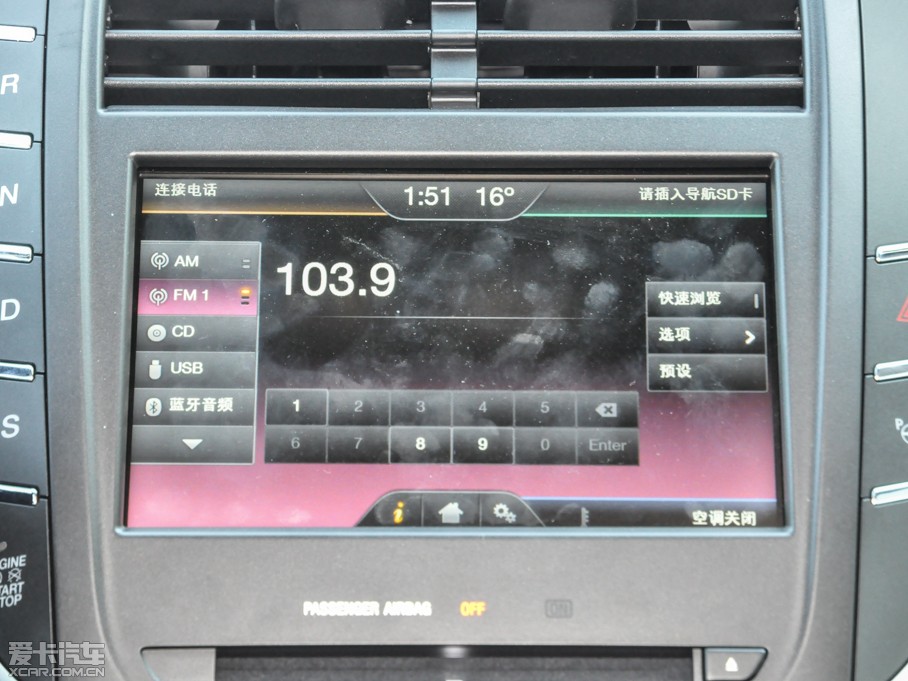 连接电话
1:51 16°
请插入导航SD卡
AM
FM 1
CD
USB
蓝牙音频
103.9
快速浏览
选项
预设
1 2 3 4 5
6 7 8 9 0 Enter
i
空调关闭
R
N
D
S
GINE
TART
TOP
P
PASSENGER AIRBAG OFF ON
爱卡汽车
XCAR.COM.CN